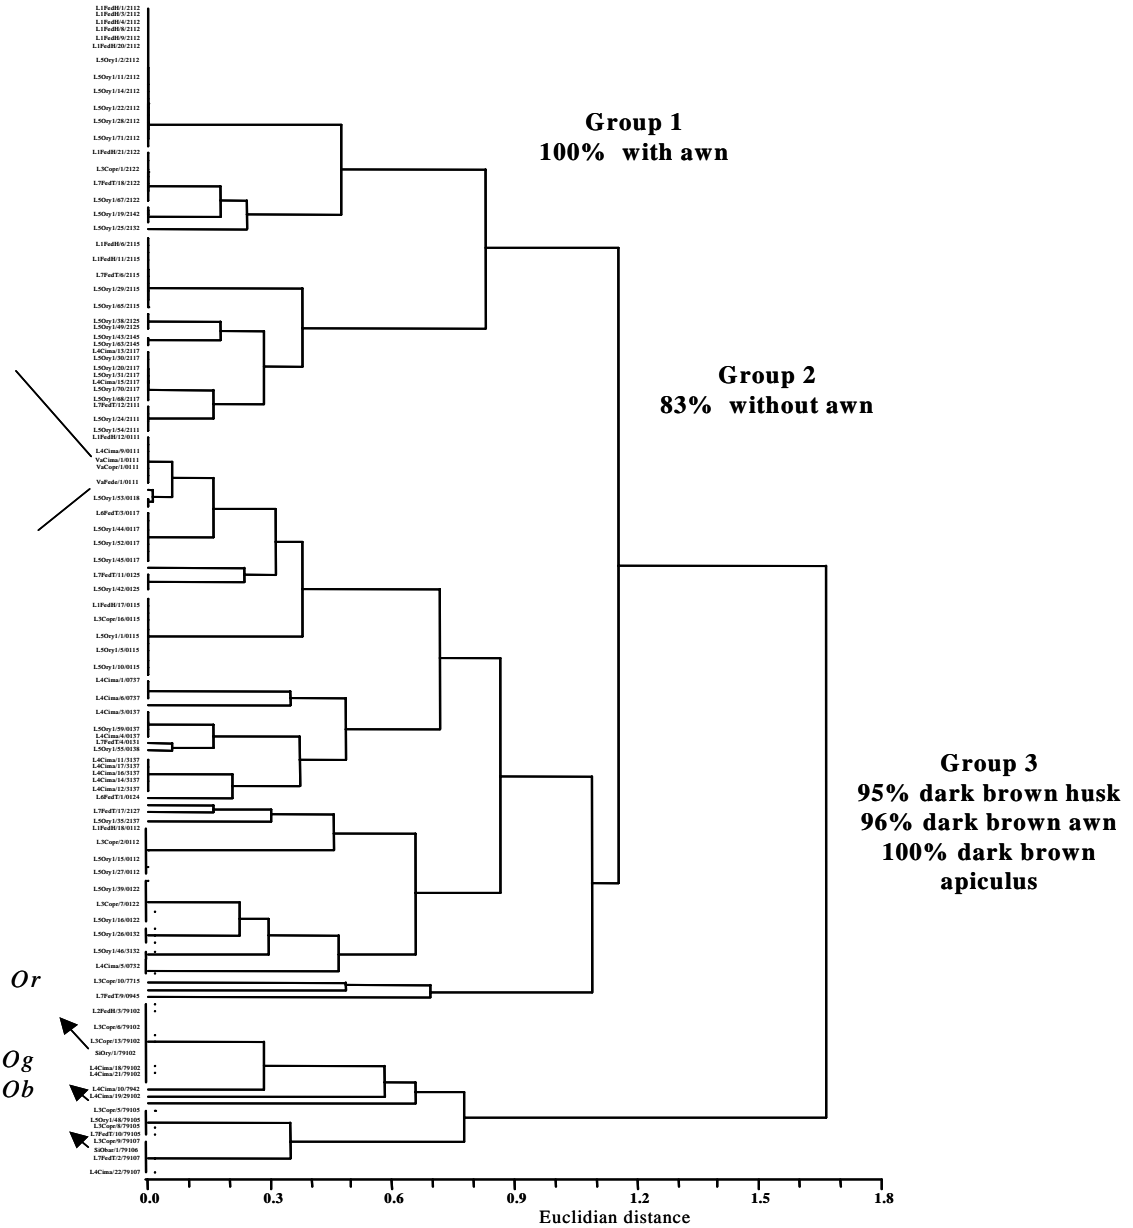 L1FedH/1/2112
L1FedH/3/2112
L1FedH/4/2112
L1FedH/8/2112
L1FedH/9/2112
L1FedH/20/2112
L5Ory1/2/2112
L5Ory1/11/2112
L5Ory1/14/2112
L5Ory1/22/2112
L5Ory1/28/2112
L5Ory1/71/2112
L1FedH/21/2122
L3Copr/1/2122
L7FedT/18/2122
L5Ory1/67/2122
L5Ory1/19/2142
L5Ory1/25/2132
L1FedH/6/2115
L1FedH/11/2115
L7FedT/6/2115
L5Ory1/29/2115
L5Ory1/65/2115
L5Ory1/38/2125
L5Ory1/49/2125
L5Ory1/43/2145
L5Ory1/63/2145
L4Cima/13/2117
L5Ory1/30/2117
L5Ory1/20/2117
L5Ory1/31/2117
L4Cima/15/2117
L5Ory1/70/2117
L5Ory1/68/2117
L7FedT/12/2111
L5Ory1/24/2111
L5Ory1/54/2111
L1FedH/12/0111
L4Cima/9/0111
VaCima/1/0111
VaCopr/1/0111
VaFede/1/0111
L5Ory1/53/0118
L6FedT/3/0117
L5Ory1/44/0117
L5Ory1/52/0117
L5Ory1/45/0117
L7FedT/11/0125
L5Ory1/42/0125
L1FedH/17/0115
L3Copr/16/0115
L5Ory1/1/0115
L5Ory1/5/0115
L5Ory1/10/0115
L4Cima/1/0737
L4Cima/6/0737
L4Cima/3/0137
L5Ory1/59/0137
L4Cima/4/0137
L7FedT/4/0131
L5Ory1/55/0138
L4Cima/11/3137
L4Cima/17/3137
L4Cima/16/3137
L4Cima/14/3137
L4Cima/12/3137
L6FedT/1/0124
L7FedT/17/2127
L5Ory1/35/2137
L1FedH/18/0112
L3Copr/2/0112
L5Ory1/15/0112
L5Ory1/27/0112
L5Ory1/39/0122
L3Copr/7/0122
L5Ory1/16/0122
L5Ory1/26/0132
L5Ory1/46/3132
L4Cima/5/0732
L3Copr/10/7715
L7FedT/9/0945
L2FedH/3/79102
L3Copr/6/79102
L3Copr/13/79102
SiOry/1/79102
L4Cima/18/79102
L4Cima/21/79102
L4Cima/10/7942
L4Cima/19/29102
L3Copr/5/79105
L5Ory1/48/79105
L3Copr/8/79105
L7FedT/10/79105
L3Copr/9/79107
SiObar/1/79106
L7FedT/2/79107
L4Cima/22/79107
Or
Og
Ob
Group 1
100% with awn
Group 2
83% without awn
Group 3
95% dark brown husk
96% dark brown awn
100% dark brown
apiculus
0.0 0.3 0.6 0.9 1.2 1.5 1.8
Euclidian distance